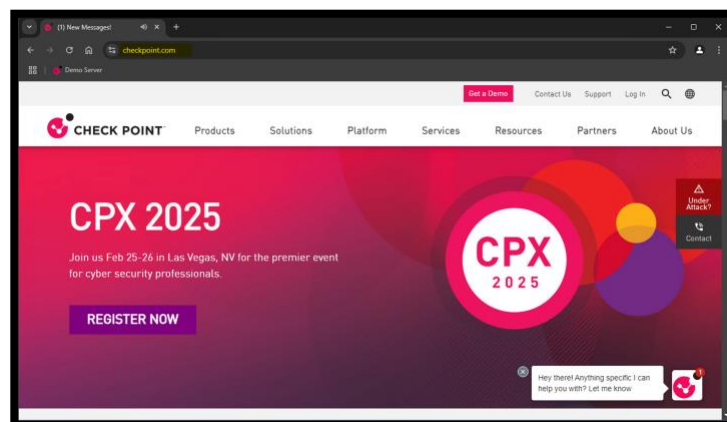 (1) New Messages!
checkpoint.com
Demo Server
Get a Demo Contact Us Support Log In
CHECK POINT Products Solutions Platform Services Resources Partners About Us
CPX 2025
Join us Feb 25-26 in Las Vegas, NV for the premier event
for cyber security professionals.
REGISTER NOW
CPX
2025
Under
Attack?
Contact
Hey there! Anything specific I can
help you with? Let me know
1